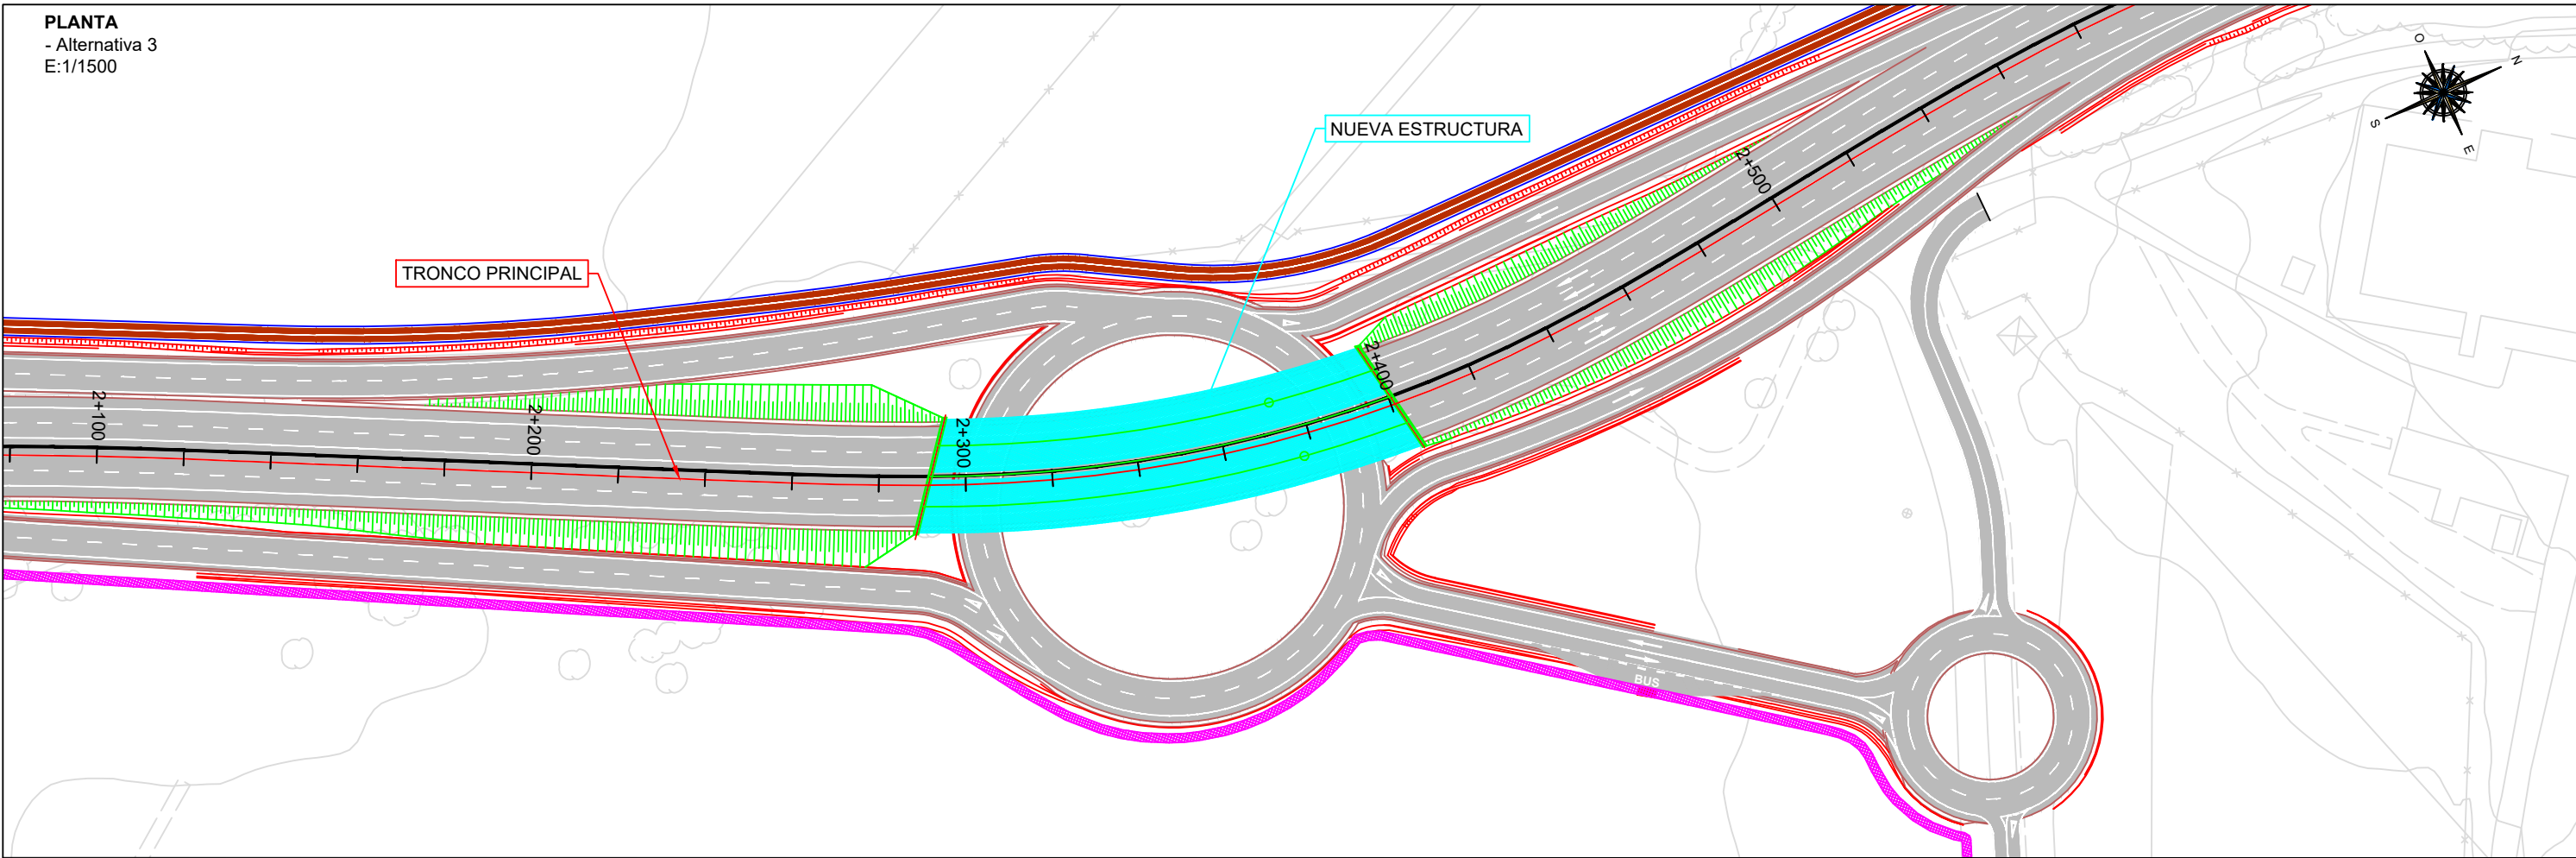 PLANTA
- Alternativa 3
E:1/1500
O
N
S
E
NUEVA ESTRUCTURA
TRONCO PRINCIPAL
2+100
2+200
2+300
2+400
2+500
BUS